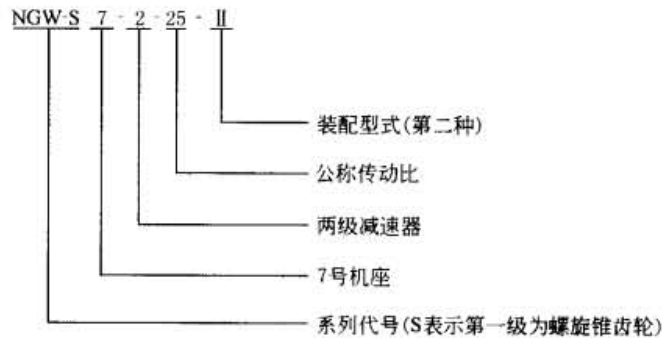 NGW-S 7 - 2 - 25 - Ⅱ
装配型式(第二种)
公称传动比
两级减速器
7号机座
系列代号(S表示第一级为螺旋锥齿轮)